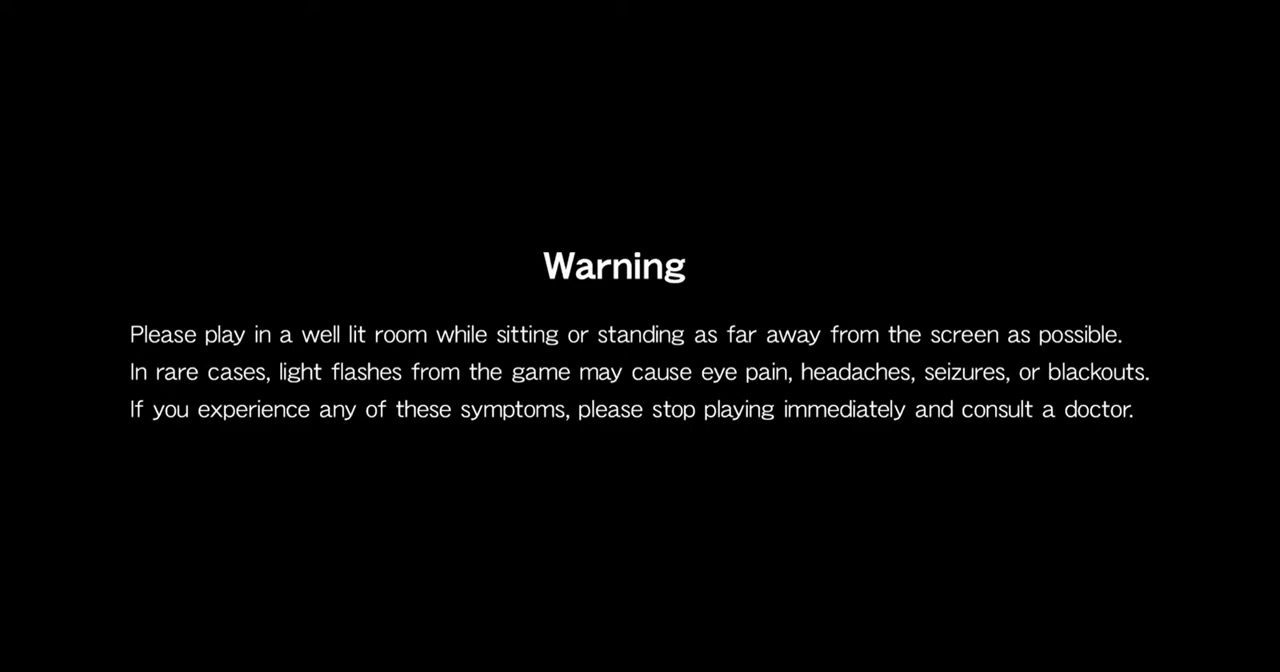 Warning
Please play in a well lit room while sitting or standing as far away from the screen as possible.
In rare cases, light flashes from the game may cause eye pain, headaches, seizures, or blackouts.
If you experience any of these symptoms, please stop playing immediately and consult a doctor.